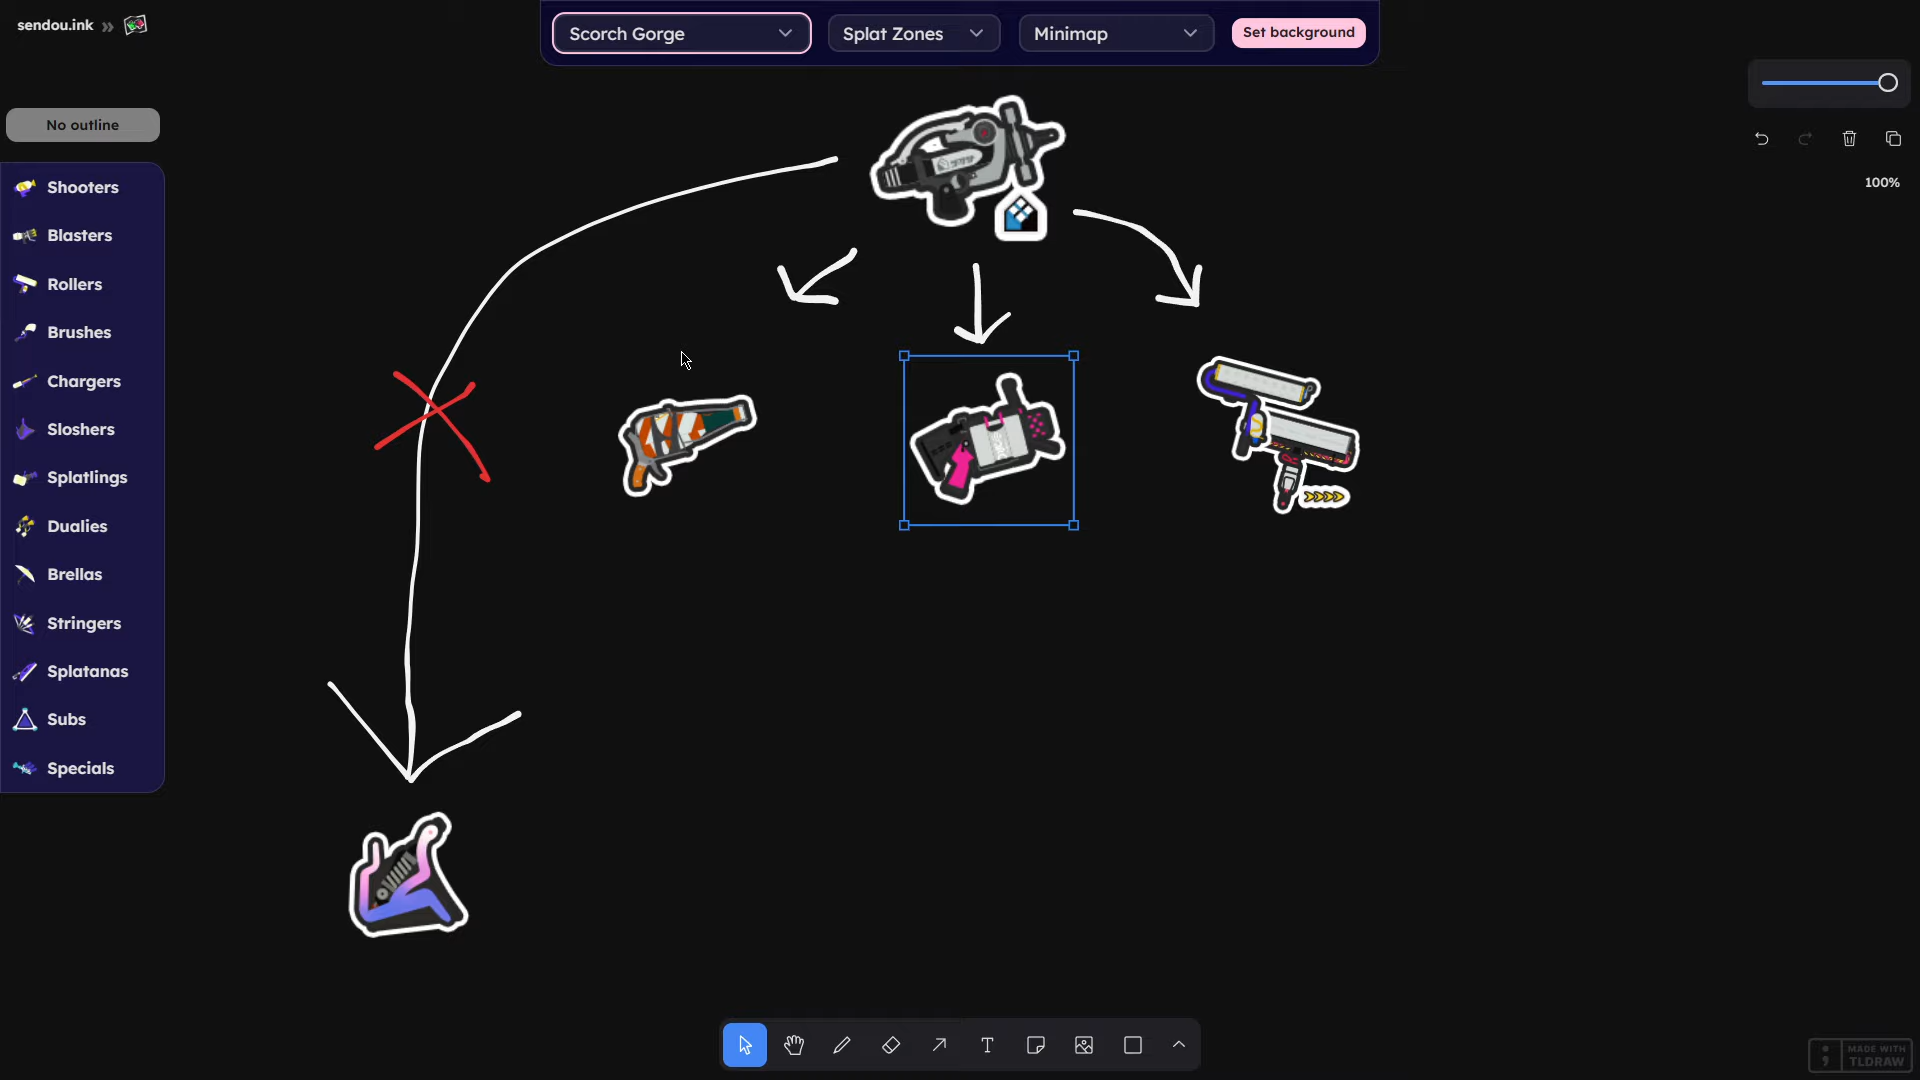 sendou.ink »
Scorch Gorge
Splat Zones
Minimap
Set background
No outline
Shooters
Blasters
Rollers
Brushes
Chargers
Sloshers
Splatlings
Dualies
Brellas
Stringers
Splatanas
Subs
Specials
100%
MADE WITH
TLDRAW